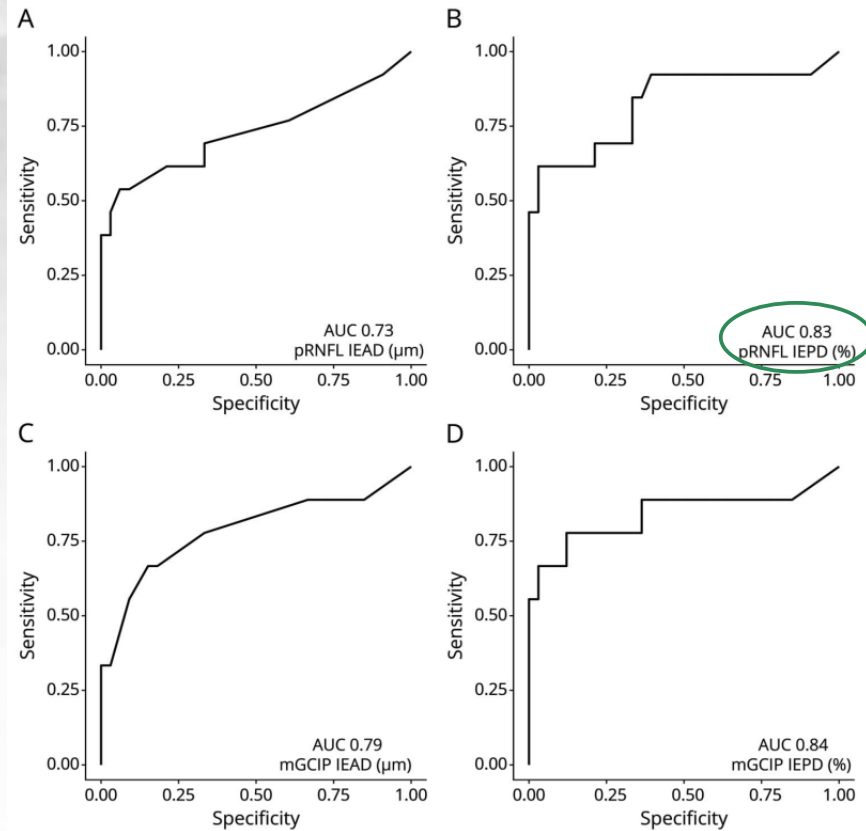 A
1.00
0.75
0.50
0.25
0.00
Sensitivity
AUC 0.73
pRNFL IEAD (µm)
0.00 0.25 0.50 0.75 1.00
Specificity
B
1.00
0.75
0.50
0.25
0.00
Sensitivity
AUC 0.83
pRNFL IEPD (%)
0.00 0.25 0.50 0.75 1.00
Specificity
C
1.00
0.75
0.50
0.25
0.00
Sensitivity
AUC 0.79
mGCIP IEAD (µm)
0.00 0.25 0.50 0.75 1.00
Specificity
D
1.00
0.75
0.50
0.25
0.00
Sensitivity
AUC 0.84
mGCIP IEPD (%)
0.00 0.25 0.50 0.75 1.00
Specificity